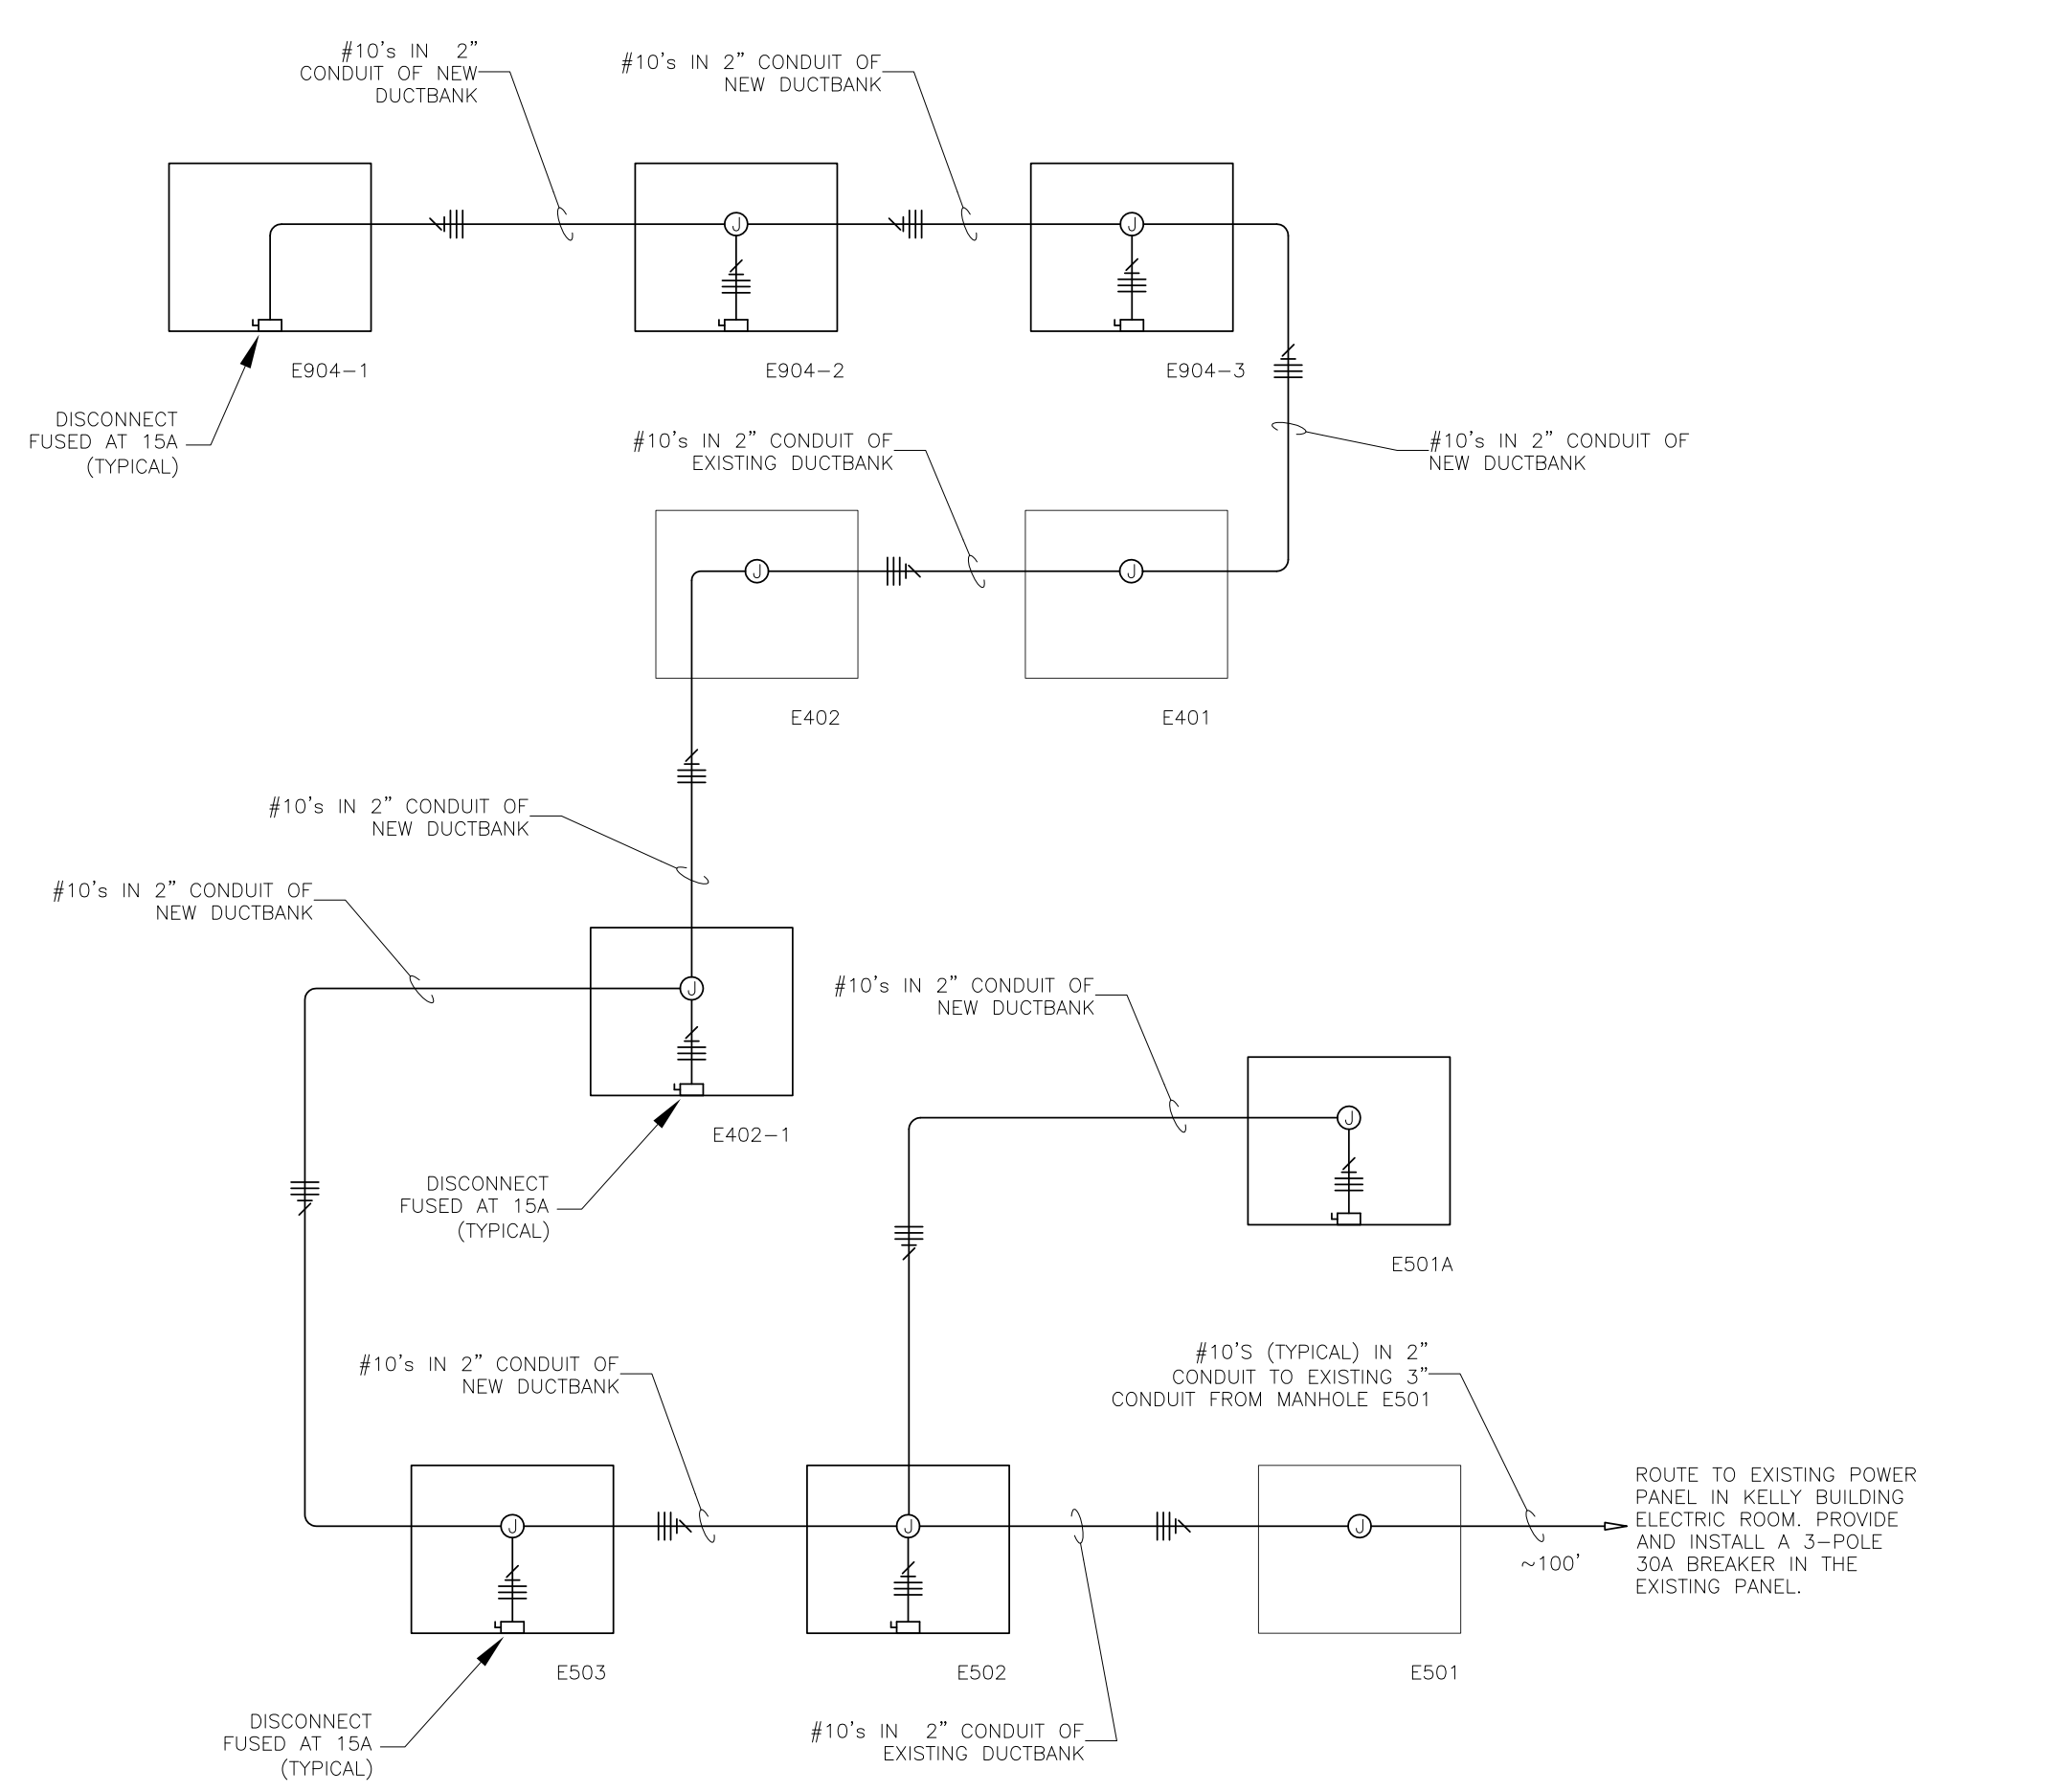 #10's IN 2”
CONDUIT OF NEW
DUCTBANK
#10's IN 2” CONDUIT OF
NEW DUCTBANK
J
J
E904-1
E904-2
E904-3
DISCONNECT
FUSED AT 15A
(TYPICAL)
#10's IN 2” CONDUIT OF
EXISTING DUCTBANK
#10's IN 2” CONDUIT OF
NEW DUCTBANK
J
J
E402
E401
#10's IN 2” CONDUIT OF
NEW DUCTBANK
#10's IN 2” CONDUIT OF
NEW DUCTBANK
J
#10's IN 2” CONDUIT OF
NEW DUCTBANK
J
E402-1
DISCONNECT
FUSED AT 15A
(TYPICAL)
E501A
#10's IN 2” CONDUIT OF
NEW DUCTBANK
#10'S (TYPICAL) IN 2”
CONDUIT TO EXISTING 3”
CONDUIT FROM MANHOLE E501
J
J
J
~100'
ROUTE TO EXISTING POWER
PANEL IN KELLY BUILDING
ELECTRIC ROOM. PROVIDE
AND INSTALL A 3-POLE
30A BREAKER IN THE
EXISTING PANEL.
E503
E502
E501
DISCONNECT
FUSED AT 15A
(TYPICAL)
#10's IN 2” CONDUIT OF
EXISTING DUCTBANK